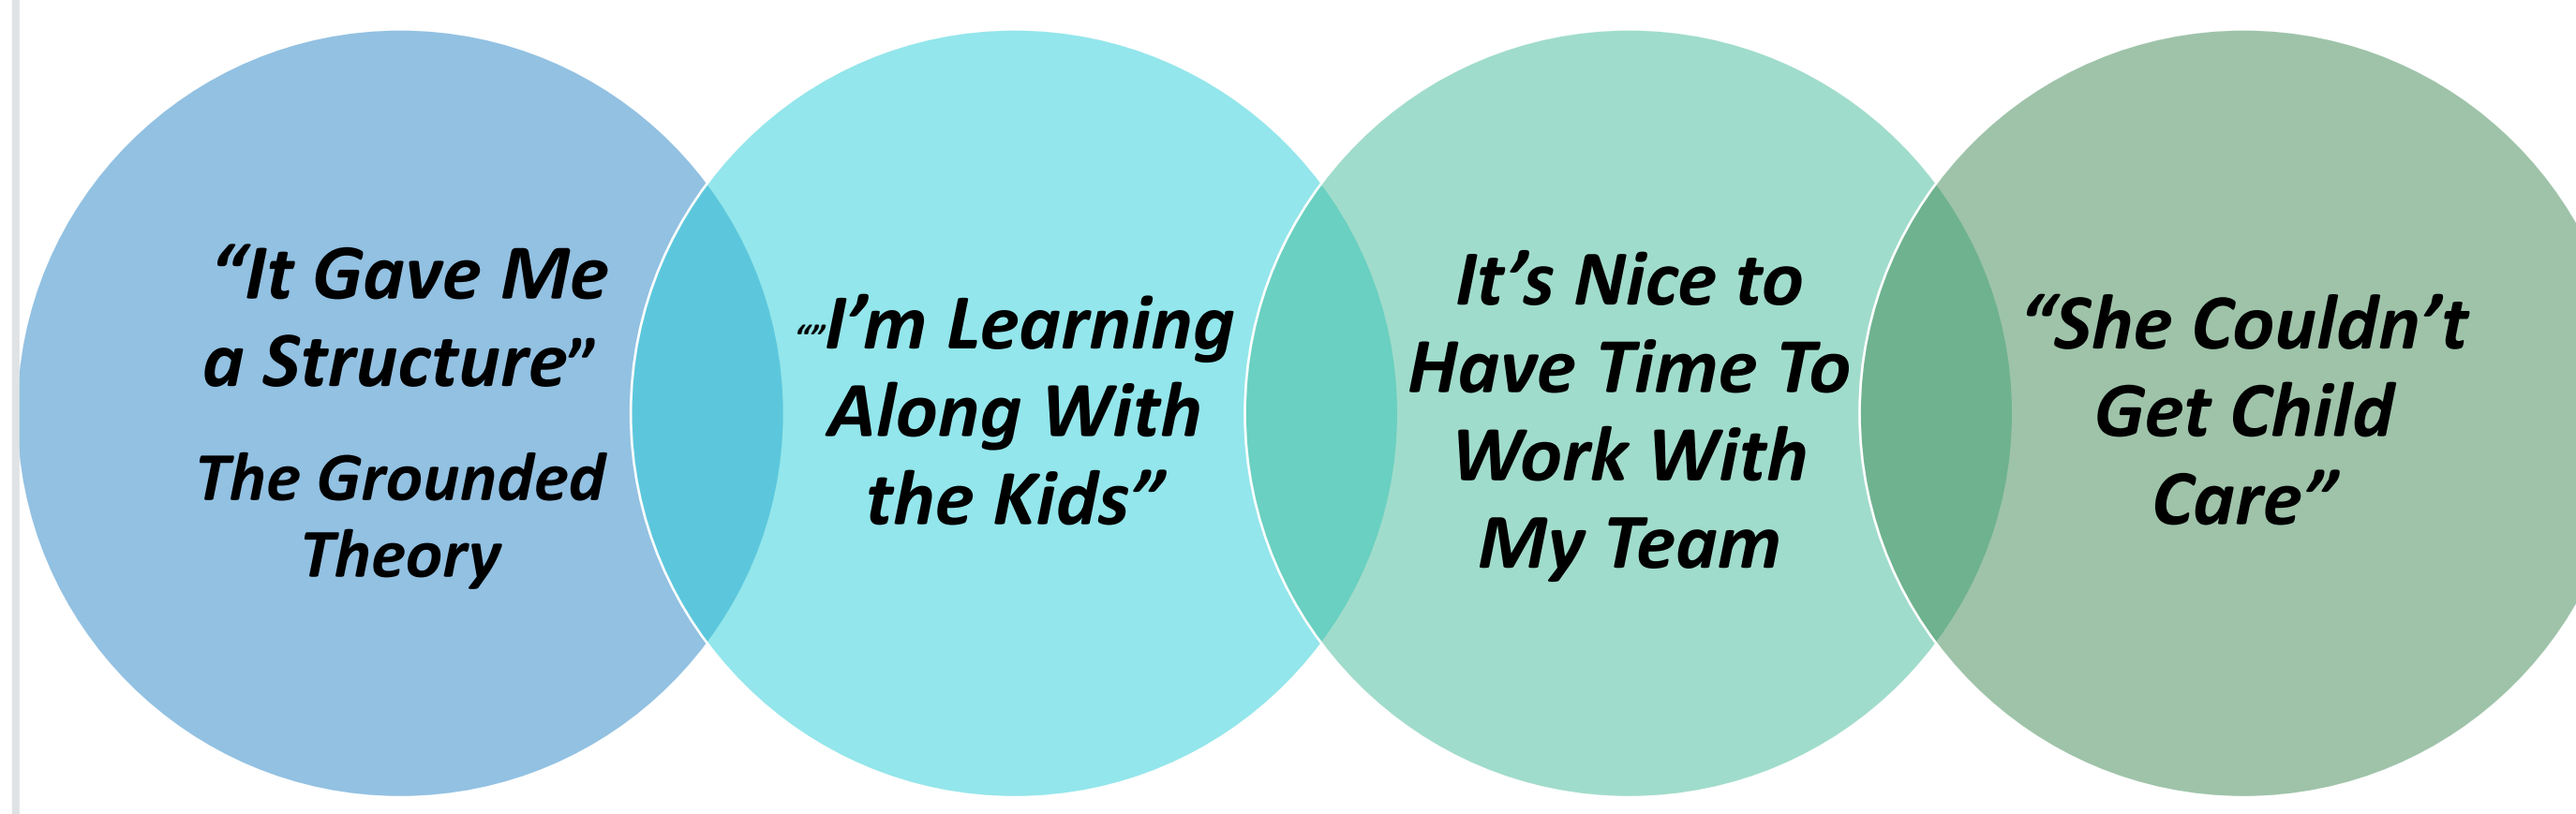 “It Gave Me
a Structure”
The Grounded
Theory
“”I’m Learning
Along With
the Kids”
It’s Nice to
Have Time To
Work With
My Team
“She Couldn’t
Get Child
Care”